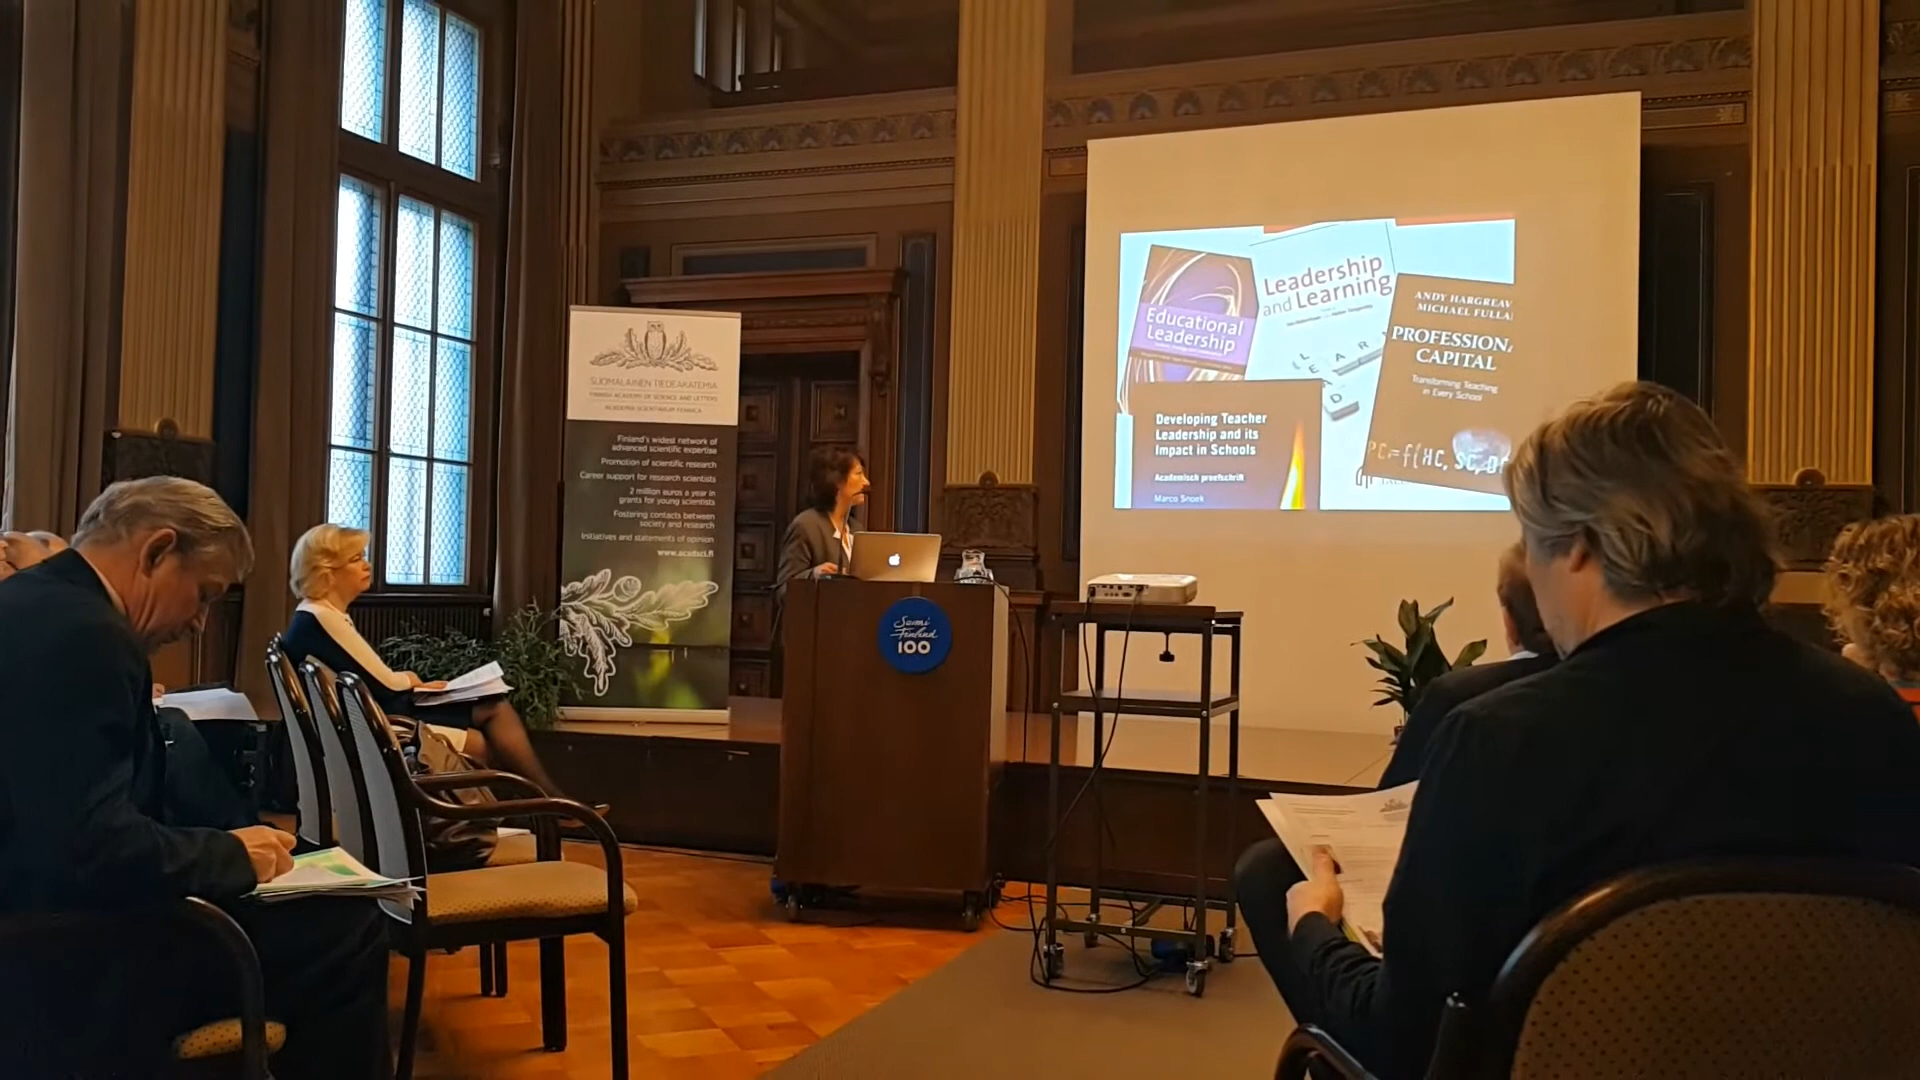 SUOMALAINEN TIEDEAKATEMIA
FINNISH ACADEMY OF SCIENCE AND LETTERS
ACADEMIA SCIENTIARUM FENNICA
Finland's widest network of
advanced scientific expertise
Promotion of scientific research
Career support for research scientists
2 million euros a year in
grants for young scientists
Fostering contacts between
society and research
Initiatives and statements of opinion
www.acadsci.fi
Suomi
Finland
100
Educational
Leadership
Leadership
and Learning
ANDY HARGREAV
MICHAEL FULLA
PROFESSION
CAPITAL
Transforming Teaching
in Every School
PC=f(HC, SC, D
Developing Teacher
Leadership and its
Impact in Schools
Academisch proefschrift
Marco Snoek